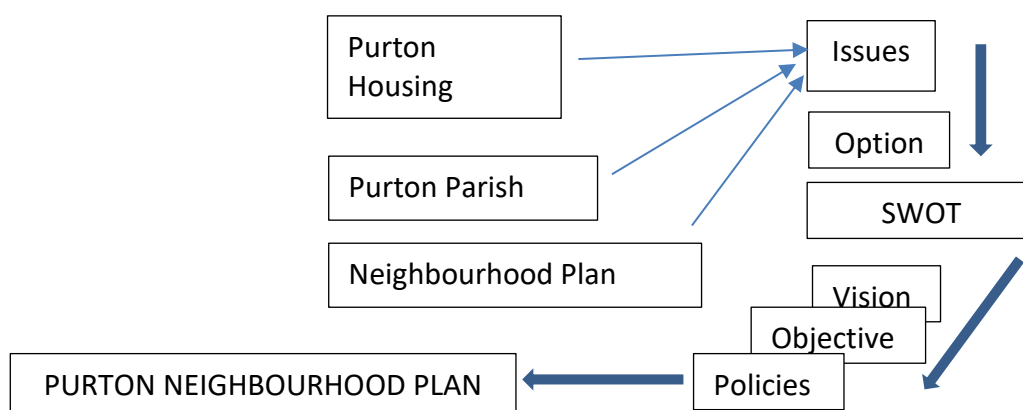 Purton
Housing
Issues
Option
Purton Parish
SWOT
Neighbourhood Plan
Vision
Objective
Policies
PURTON NEIGHBOURHOOD PLAN